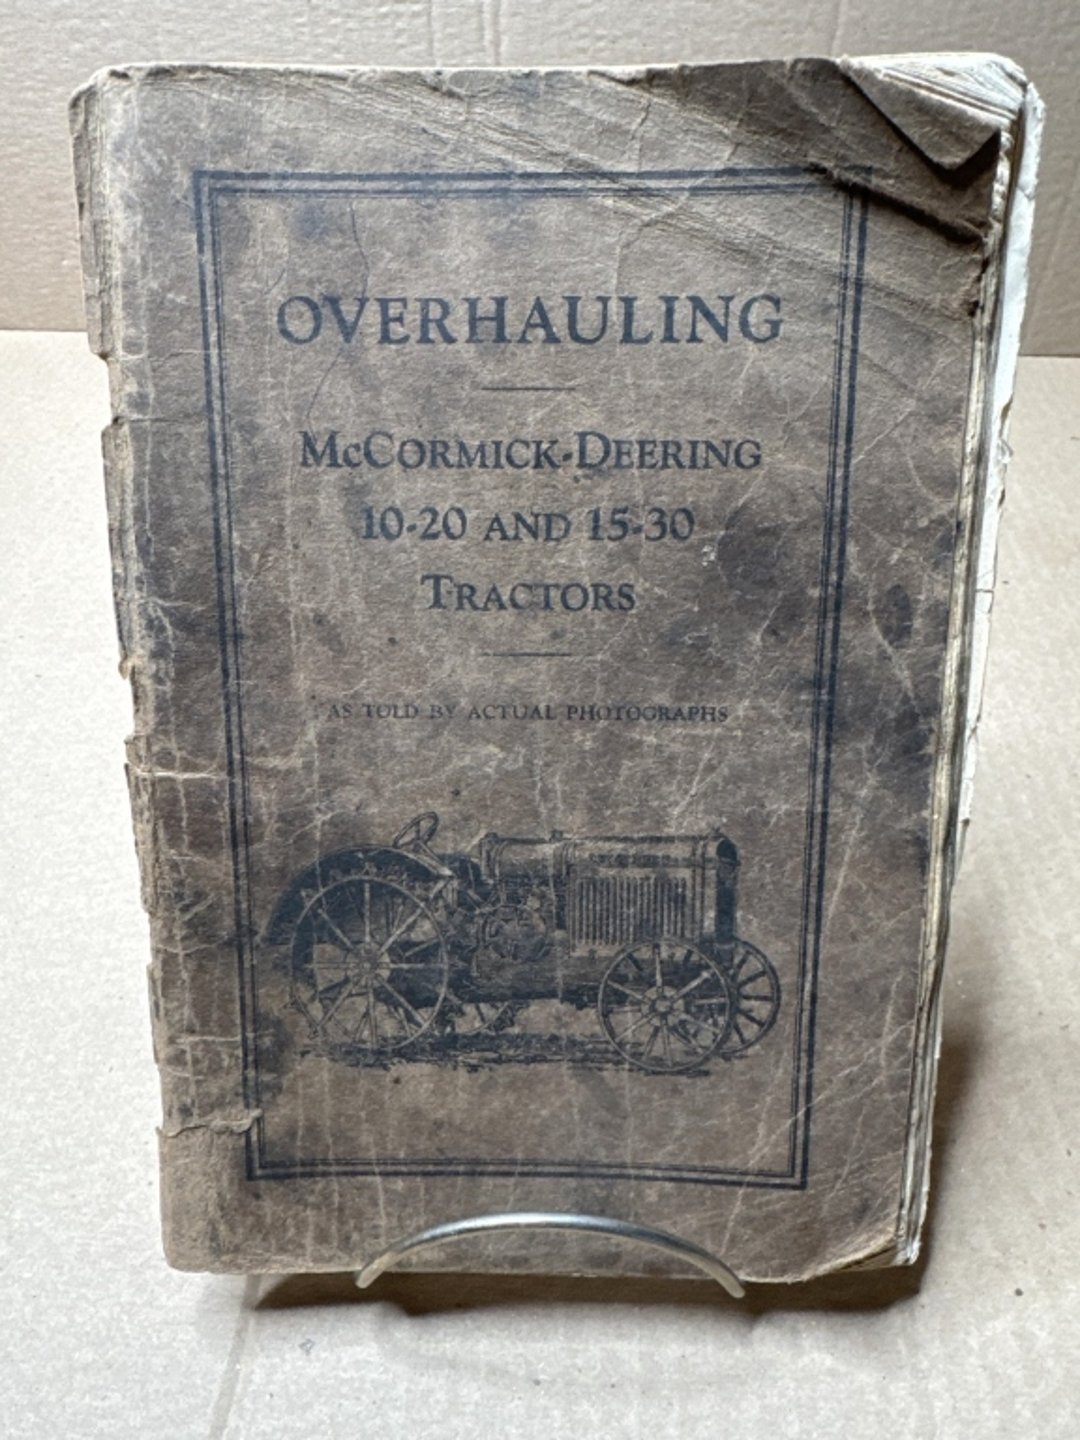 OVERHAULING
McCORMICK-DEERING
10-20 AND 15-30
TRACTORS
AS TOLD BY ACTUAL PHOTOGRAPHS